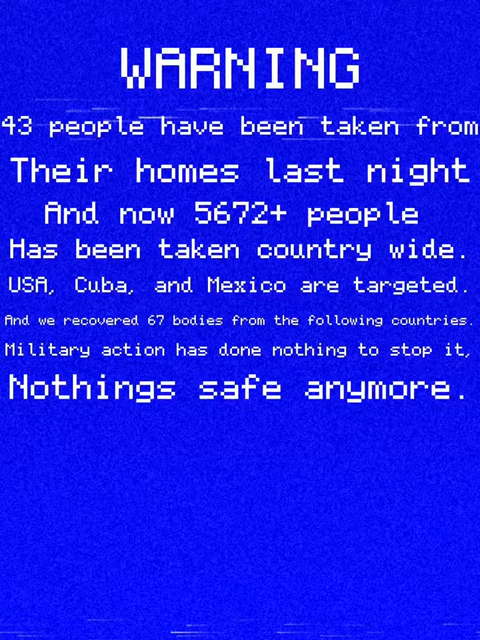 WARNING
43 people have been taken from
Their homes last night
And now 5672+ people
Has been taken country wide.
USA, Cuba, and Mexico are targeted.
And we recovered 67 bodies from the following countries.
Military action has done nothing to stop it,
Nothings safe anymore.